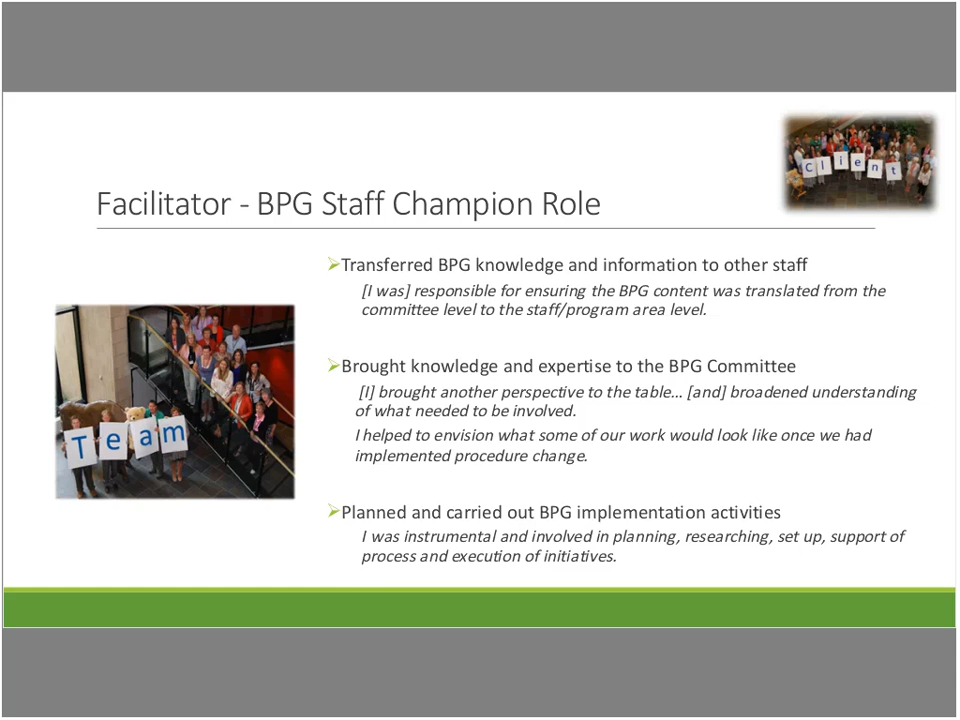 Client
Facilitator - BPG Staff Champion Role
➢Transferred BPG knowledge and information to other staff
[I was] responsible for ensuring the BPG content was translated from the
committee level to the staff/program area level.
➢Brought knowledge and expertise to the BPG Committee
[I] brought another perspective to the table… [and] broadened understanding
of what needed to be involved.
I helped to envision what some of our work would look like once we had
implemented procedure change.
Team
➢Planned and carried out BPG implementation activities
I was instrumental and involved in planning, researching, set up, support of
process and execution of initiatives.